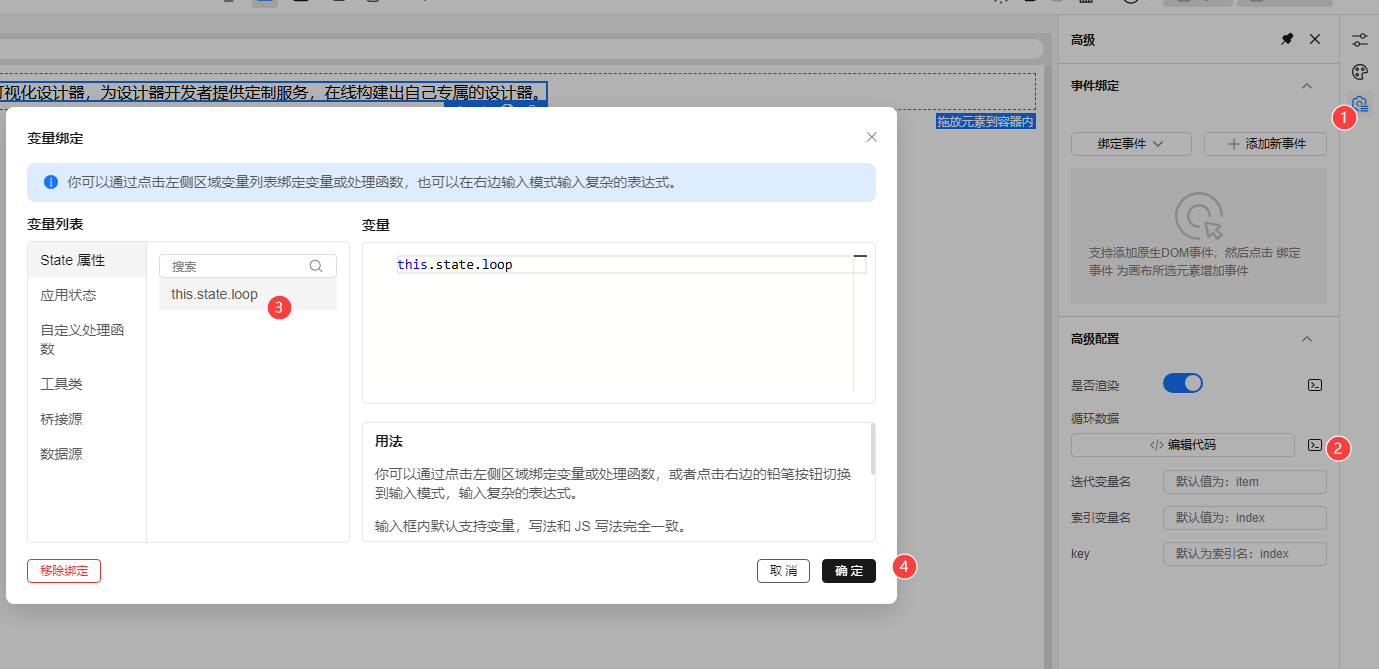 可视化设计器，为设计器开发者提供定制服务，在线构建出自己专属的设计器。
拖放元素到容器内
变量绑定
你可以通过点击左侧区域变量列表绑定变量或处理函数，也可以在右边输入模式输入复杂的表达式。
变量列表
State 属性
应用状态
自定义处理函
数
工具类
桥接源
数据源
搜索
this.state.loop
3
变量
this.state.loop
用法
你可以通过点击左侧区域绑定变量或处理函数，或者点击右边的铅笔按钮切换
到输入模式，输入复杂的表达式。
输入框内默认支持变量，写法和 JS 写法完全一致。
移除绑定
取 消
确 定
4
高级
事件绑定
1
绑定事件
添加新事件
支持添加原生DOM事件，然后点击 绑定
事件 为画布所选元素增加事件
高级配置
是否渲染
循环数据
</> 编辑代码
2
迭代变量名
默认值为：item
索引变量名
默认值为：index
key
默认为索引名：index